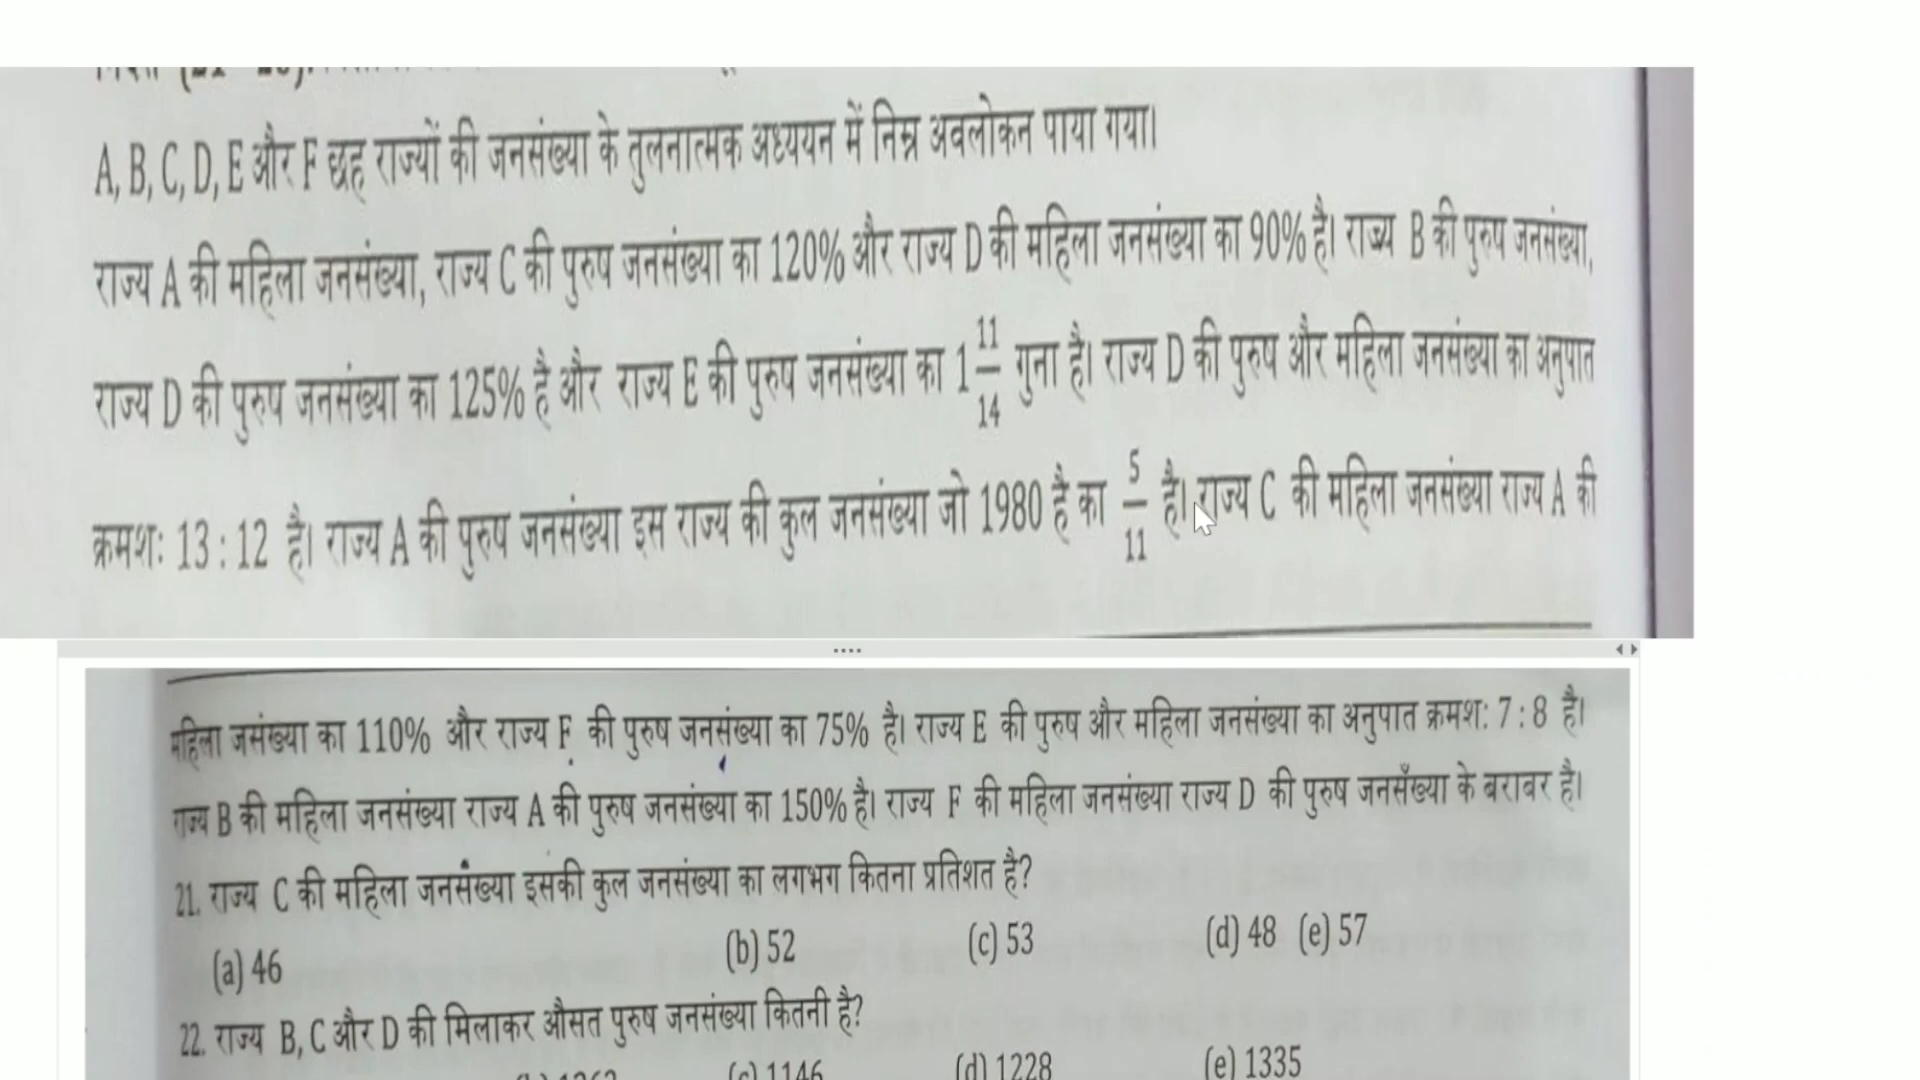 A, B, C, D, E और F छह राज्यों की जनसंख्या के तुलनात्मक अध्ययन में निम्न अवलोकन पाया गया।
राज्य A की महिला जनसंख्या, राज्य C की पुरुष जनसंख्या का 120% और राज्य D की महिला जनसंख्या का 90% है। राज्य B की पुरुष जनसंख्या,
राज्य D की पुरुष जनसंख्या का 125% है और राज्य E की पुरुष जनसंख्या का 1 11/14 गुना है। राज्य D की पुरुष और महिला जनसंख्या का अनुपात
क्रमशः 13 : 12 है। राज्य A की पुरुष जनसंख्या इस राज्य की कुल जनसंख्या जो 1980 है का 5/11 है। राज्य C की महिला जनसंख्या राज्य A की
महिला जसंख्या का 110% और राज्य F की पुरुष जनसंख्या का 75% है। राज्य E की पुरुष और महिला जनसंख्या का अनुपात क्रमश: 7 : 8 है।
राज्य B की महिला जनसंख्या राज्य A की पुरुष जनसंख्या का 150% है। राज्य F की महिला जनसंख्या राज्य D की पुरुष जनसँख्या के बराबर है।
21. राज्य C की महिला जनसँख्या इसकी कुल जनसंख्या का लगभग कितना प्रतिशत है?
(a) 46 (b) 52 (c) 53 (d) 48 (e) 57
22. राज्य B, C और D की मिलाकर औसत पुरुष जनसंख्या कितनी है?
(c) 1146 (d) 1228 (e) 1335